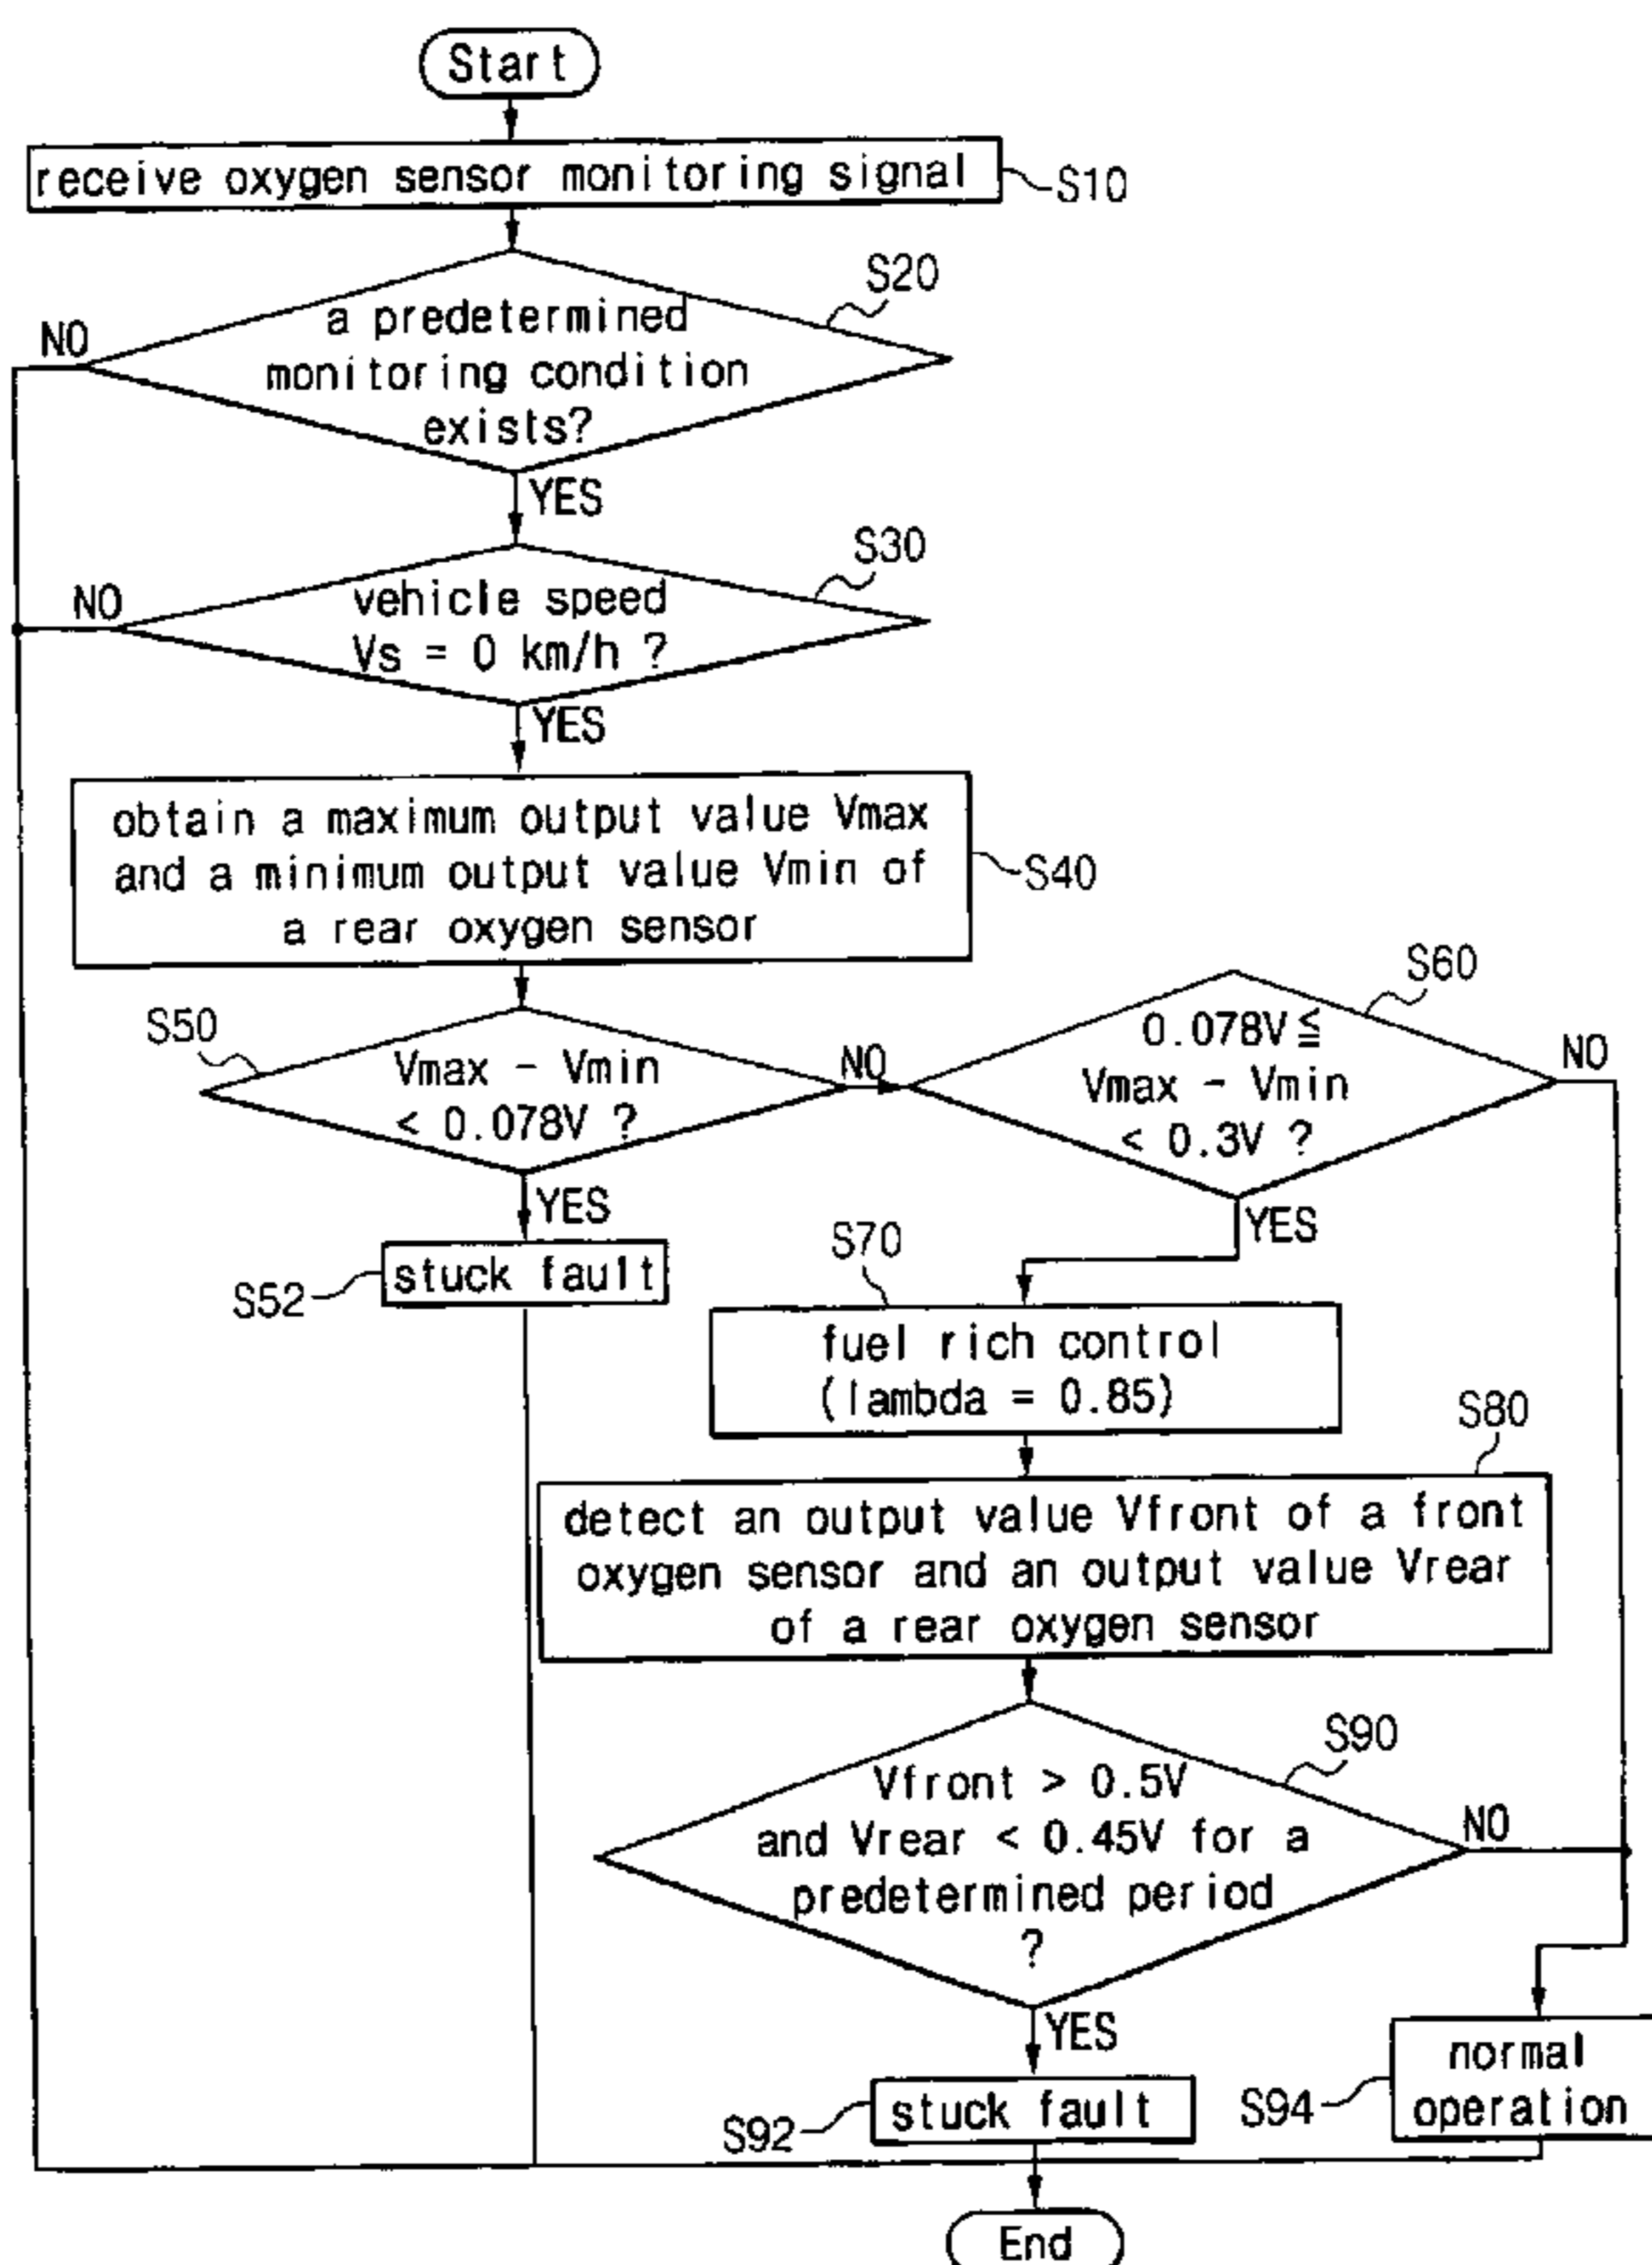 Start
receive oxygen sensor monitoring signal
S10
S20
a predetermined
monitoring condition
exists?
NO
YES
S30
vehicle speed
Vs = 0 km/h ?
NO
YES
obtain a maximum output value Vmax
and a minimum output value Vmin of
a rear oxygen sensor
S40
S50
Vmax - Vmin
< 0.078V ?
NO
YES
S60
0.078V≦
Vmax - Vmin
< 0.3V ?
NO
YES
S52
stuck fault
S70
fuel rich control
(lambda = 0.85)
S80
detect an output value Vfront of a front
oxygen sensor and an output value Vrear
of a rear oxygen sensor
S90
Vfront > 0.5V
and Vrear < 0.45V for a
predetermined period
?
NO
YES
S92
stuck fault
S94
normal
operation
End